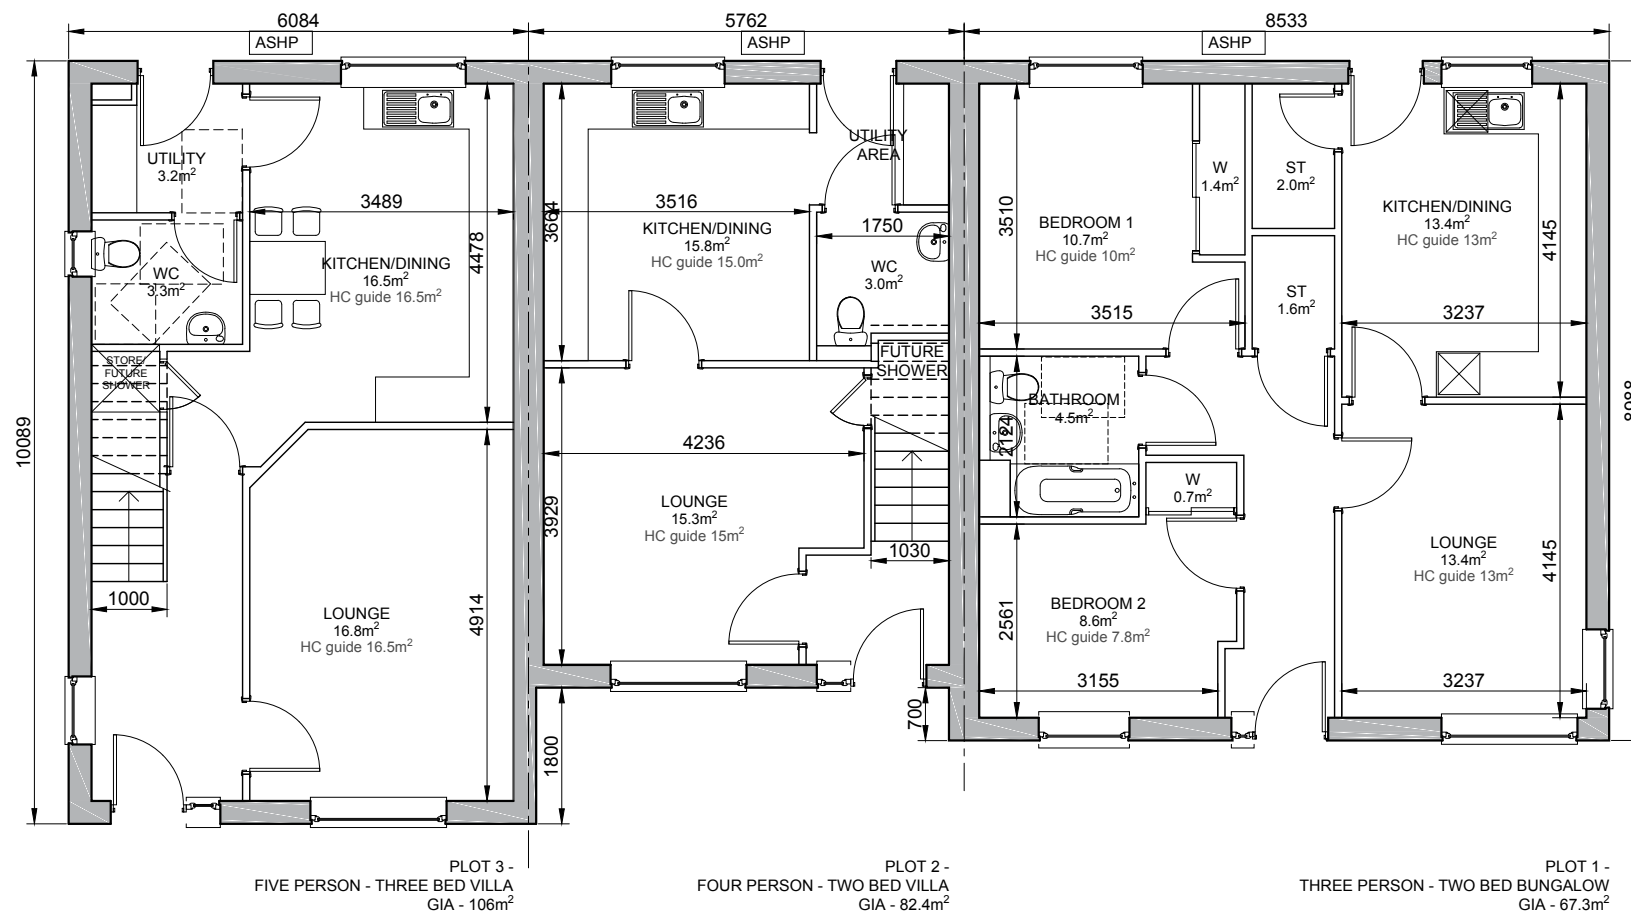 6084
5762
8533
ASHP
ASHP
ASHP
UTILITY
3.2m²
3489
4478
KITCHEN/DINING
16.5m²
HC guide 16.5m²
WC
3.3m²
STORE/
FUTURE
SHOWER
10089
1000
LOUNGE
16.8m²
HC guide 16.5m²
4914
3664
3516
KITCHEN/DINING
15.8m²
HC guide 15.0m²
UTILITY
AREA
1750
WC
3.0m²
FUTURE
SHOWER
4236
3929
LOUNGE
15.3m²
HC guide 15m²
1030
1800
700
3510
BEDROOM 1
10.7m²
HC guide 10m²
3515
W
1.4m²
ST
2.0m²
ST
1.6m²
KITCHEN/DINING
13.4m²
HC guide 13m²
4145
3237
BATHROOM
4.5m²
2124
W
0.7m²
BEDROOM 2
8.6m²
HC guide 7.8m²
2561
3155
LOUNGE
13.4m²
HC guide 13m²
4145
3237
PLOT 3 -
FIVE PERSON - THREE BED VILLA
GIA - 106m²
PLOT 2 -
FOUR PERSON - TWO BED VILLA
GIA - 82.4m²
PLOT 1 -
THREE PERSON - TWO BED BUNGALOW
GIA - 67.3m²